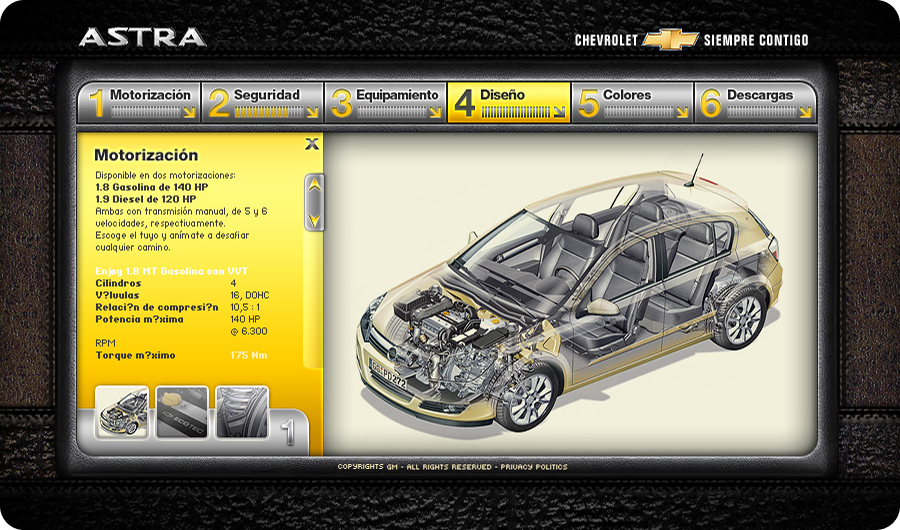 ASTRA
CHEVROLET SIEMPRE CONTIGO
1 Motorización
2 Seguridad
3 Equipamiento
4 Diseño
5 Colores
6 Descargas
X
Motorización
Disponible en dos motorizaciones:
1.8 Gasolina de 140 HP
1.9 Diesel de 120 HP
Ambas con transmisión manual, de 5 y 6
velocidades, respectivamente.
Escoge el tuyo y anímate a desafiar
cualquier camino.
Enjoy 1.8 MT Gasolina con VVT
Cilindros 4
V?lvulas 16, DOHC
Relaci?n de compresi?n 10,5 : 1
Potencia m?xima 140 HP
@ 6.300
RPM
Torque m?ximo 175 Nm
CHECOTEC
1
COPYRIGHTS GM - ALL RIGHTS RESERVED - PRIVACY POLITICS